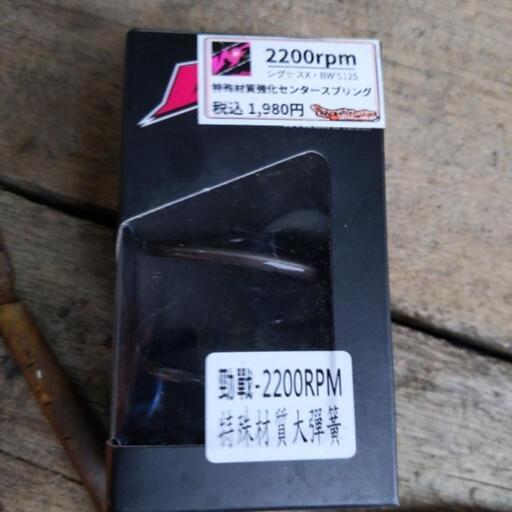 2200rpm
シグナスX・BW'S125
特殊材質強化センタースプリング
税込 1,980円
勁戰-2200RPM
特殊材質大彈簧